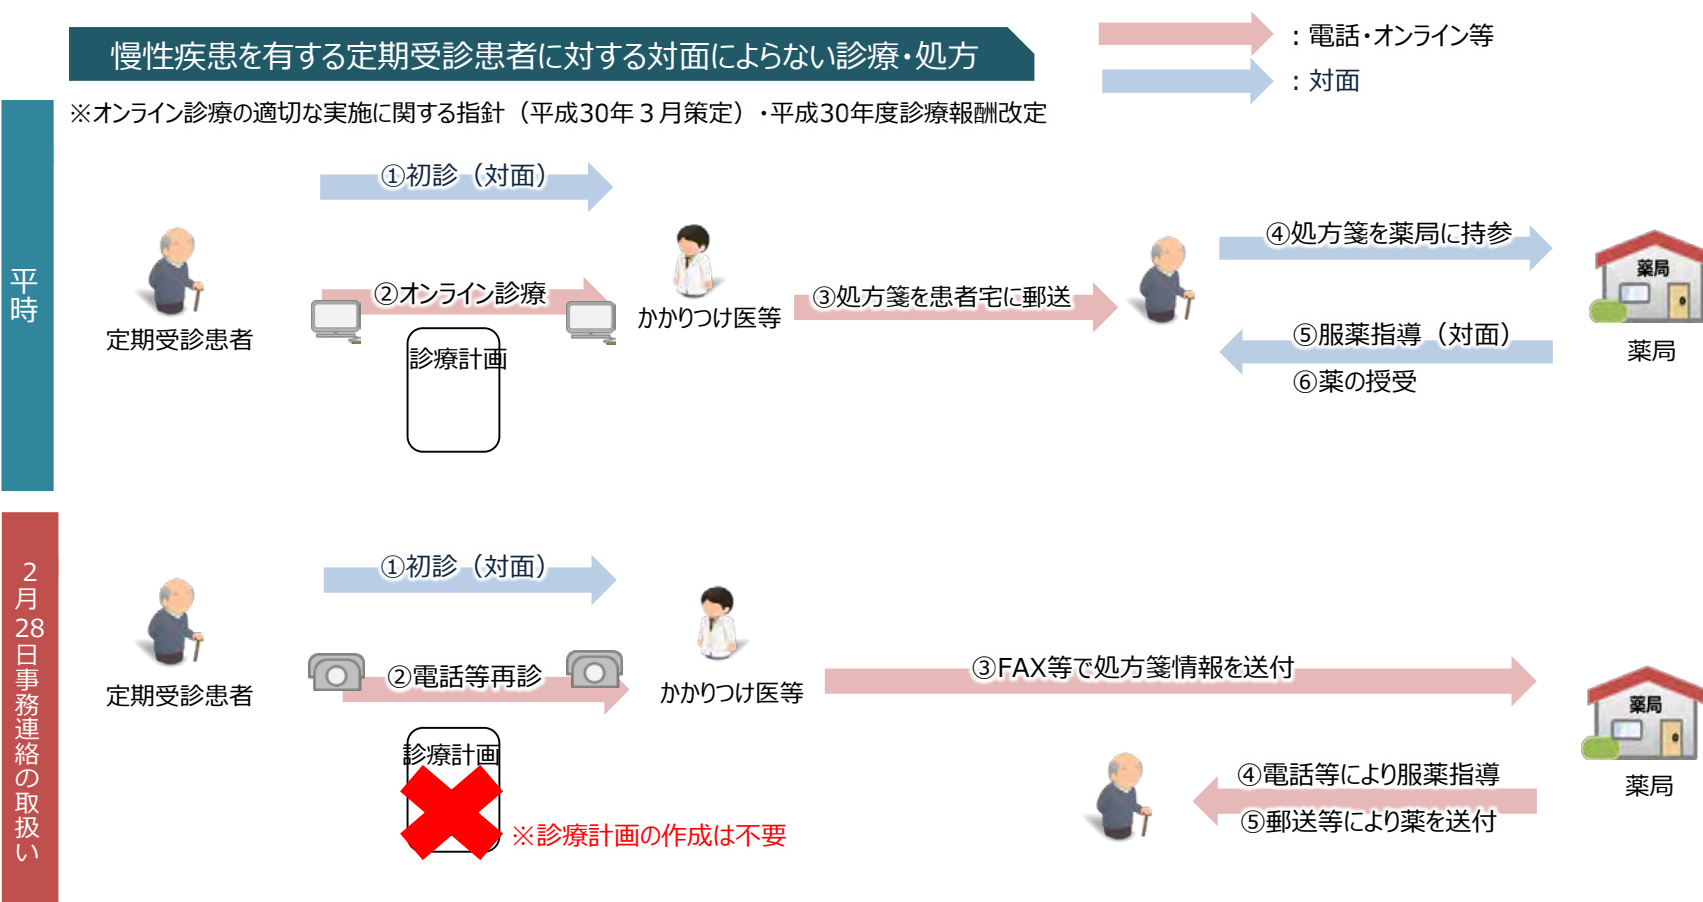 慢性疾患を有する定期受診患者に対する対面によらない診療・処方
：電話・オンライン等
：対面
※オンライン診療の適切な実施に関する指針（平成30年３月策定）・平成30年度診療報酬改定
平時
①初診（対面）
定期受診患者
②オンライン診療
診療計画
かかりつけ医等
③処方箋を患者宅に郵送
④処方箋を薬局に持参
⑤服薬指導（対面）
⑥薬の授受
薬局
薬局
2月28日事務連絡の取扱い
①初診（対面）
定期受診患者
②電話等再診
診療計画
※診療計画の作成は不要
かかりつけ医等
③FAX等で処方箋情報を送付
④電話等により服薬指導
⑤郵送等により薬を送付
薬局
薬局